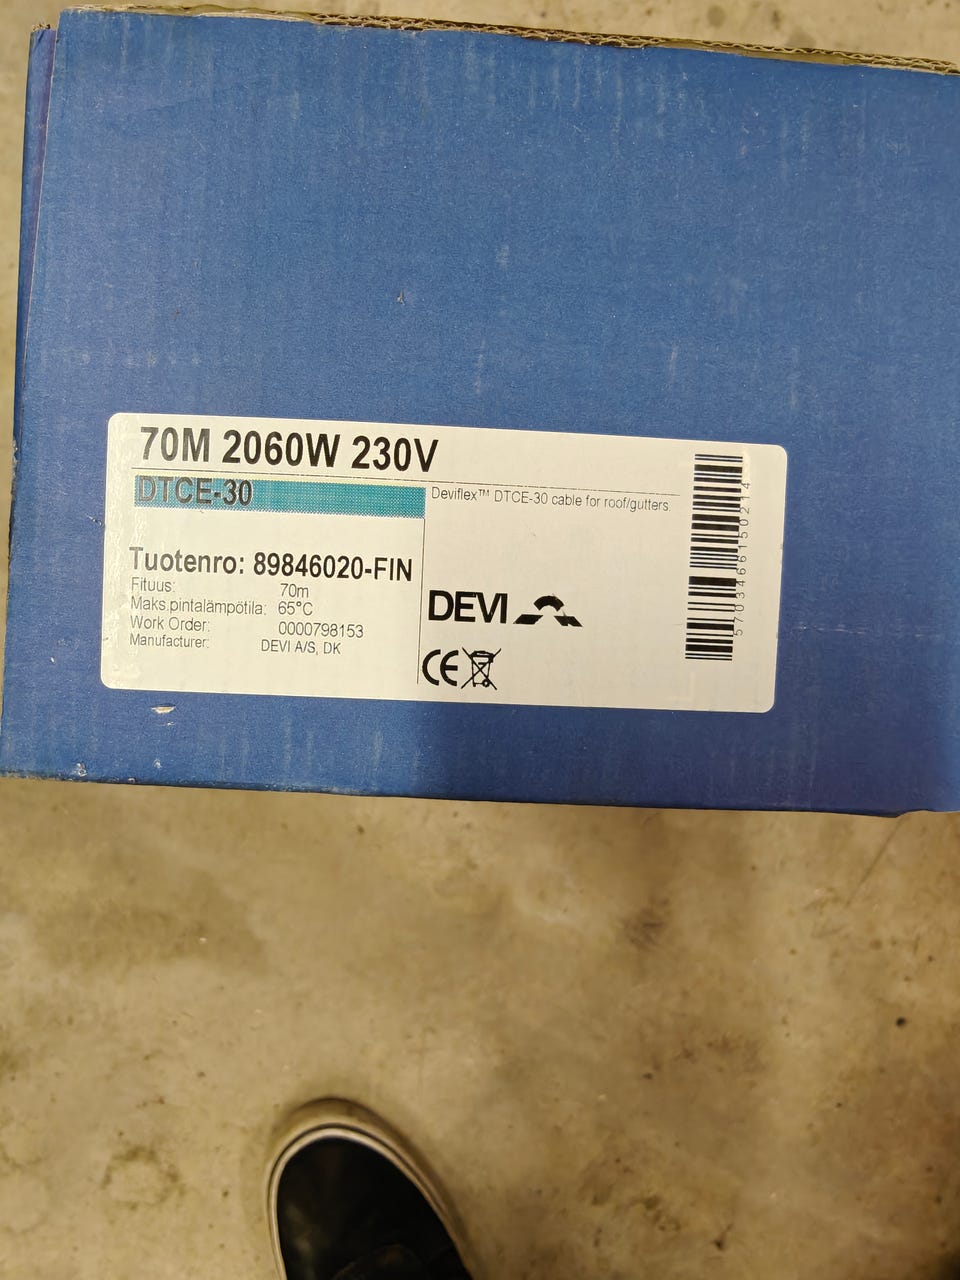 70M 2060W 230V
DTCE-30
Deviflex™ DTCE-30 cable for roof/gutters.
Tuotenro: 89846020-FIN
Fituus: 70m
Maks.pintalämpötila: 65°C
Work Order: 0000798153
Manufacturer: DEVI A/S, DK
DEVI
CE
5703466150214